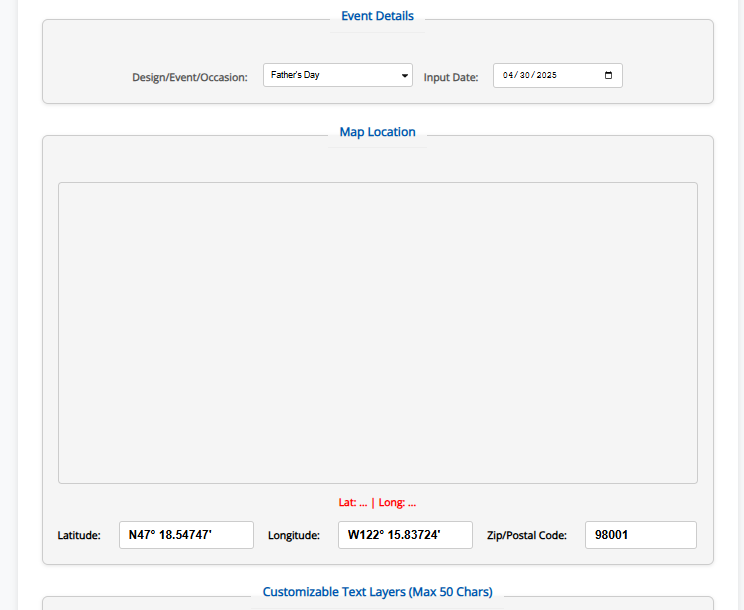 Event Details
Design/Event/Occasion: Father's Day Input Date: 04/30/2025
Map Location
Lat: ... | Long: ...
Latitude: N47° 18.54747' Longitude: W122° 15.83724' Zip/Postal Code: 98001
Customizable Text Layers (Max 50 Chars)